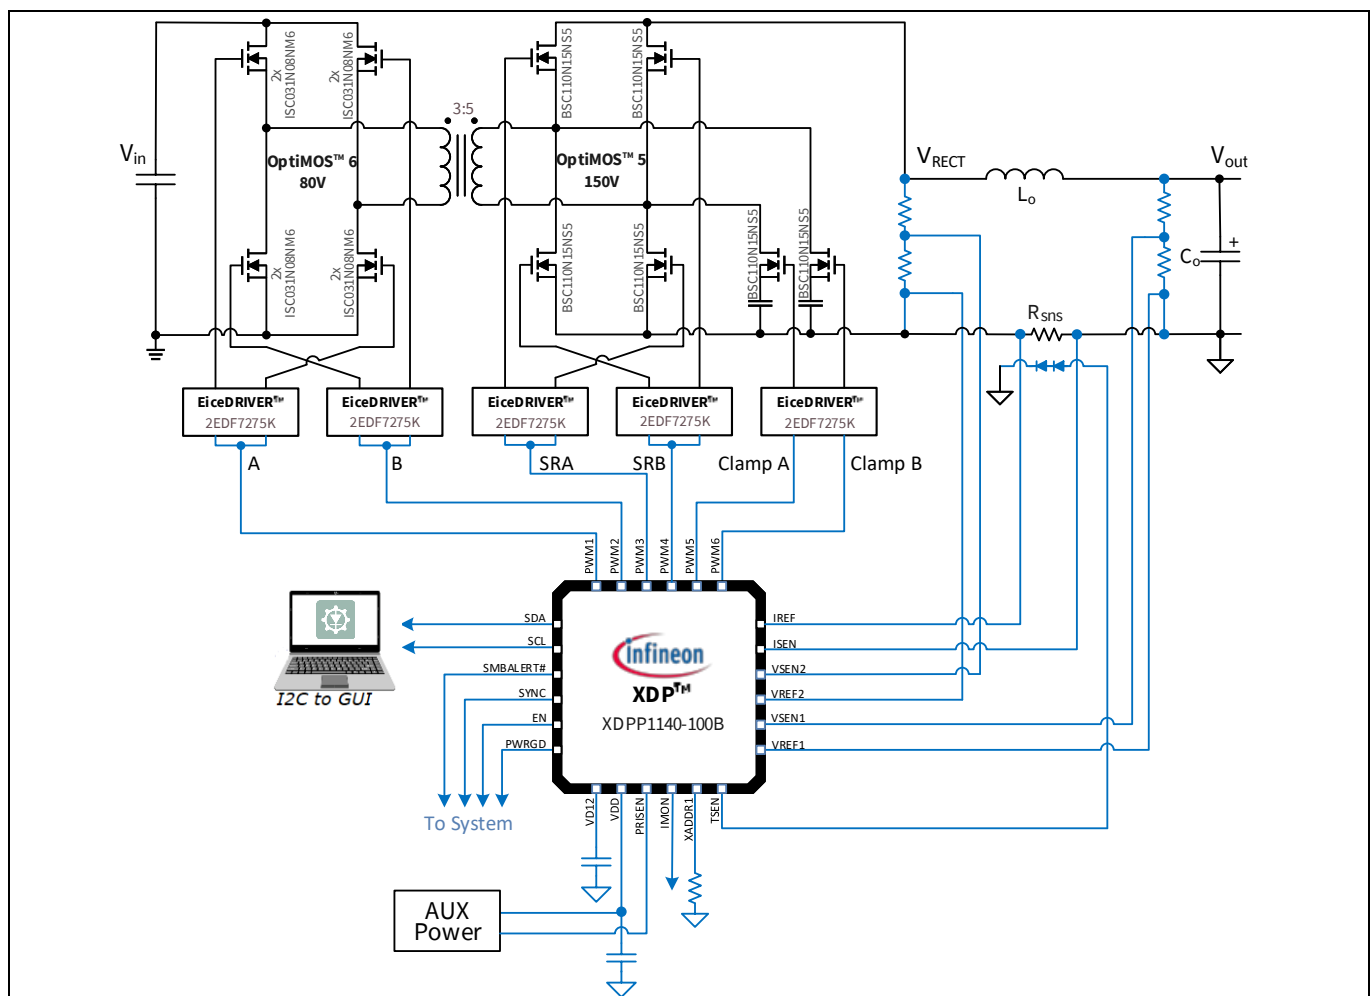 2x
ISC031N08NM6
2x
ISC031N08NM6
BSC110N15NS5
BSC110N15NS5
3:5
Vin
OptiMOS™ 6
80V
OptiMOS™ 5
150V
VRECT
Lo
Vout
2x
ISC031N08NM6
2x
ISC031N08NM6
BSC110N15NS5
BSC110N15NS5
BSC110N15NS5
BSC110N15NS5
Co
+
Rsns
EiceDRIVER™
2EDF7275K
EiceDRIVER™
2EDF7275K
EiceDRIVER™
2EDF7275K
EiceDRIVER™
2EDF7275K
EiceDRIVER™
2EDF7275K
A
B
SRA
SRB
Clamp A
Clamp B
PWM1
PWM2
PWM3
PWM4
PWM5
PWM6
SDA
SCL
SMBALERT#
SYNC
EN
PWRGD
infineon
XDP™
XDPP1140-100B
IREF
ISEN
VSEN2
VREF2
VSEN1
VREF1
I2C to GUI
To System
VD12
VDD
PRISEN
IMON
XADDR1
TSEN
AUX
Power